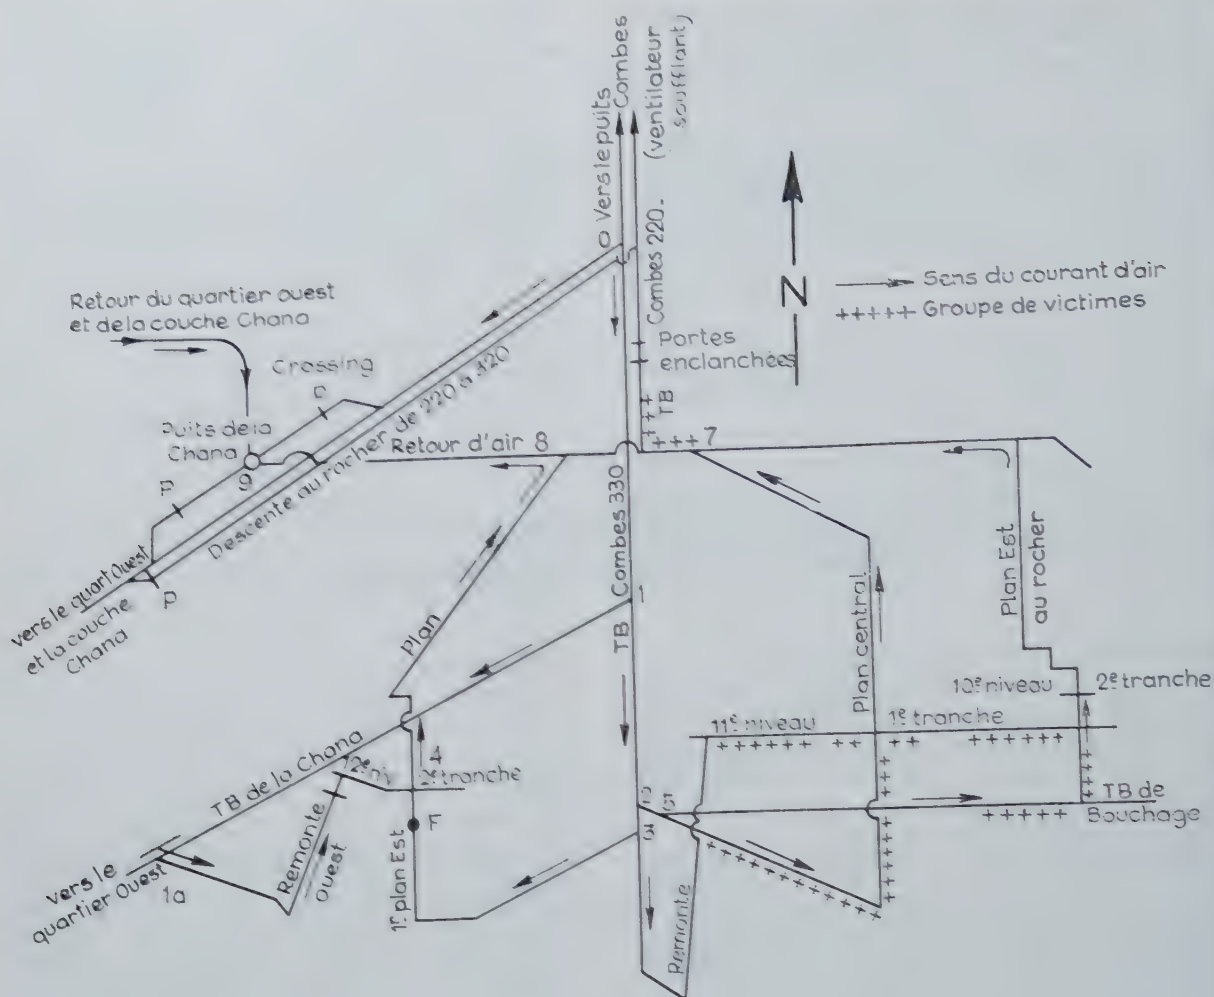 Vers le puits
Combes
(ventilateur
soufflant)
Combes 220-
TB
Portes
enclanchées
N
Sens du courant d'air
+++++ Groupe de victimes
Retour du quartier ouest
et de la couche Chana
Crossing
P
Puits de la
Chana
9
P
P
Descente au rocher de 220 à 320
Retour d'air 8
+++ 7
vers le quart Ouest
et la couche
Chana
Combes 330
1
TB
Plan
Plan central
Plan Est
au rocher
10e niveau
2e tranche
11e niveau
1e tranche
TB de la Chana
12e niv
4
2e tranche
F
Remonte
Ouest
1r plan Est
3
Remonte
TB de
Bouchage
vers le
quartier Ouest
1a